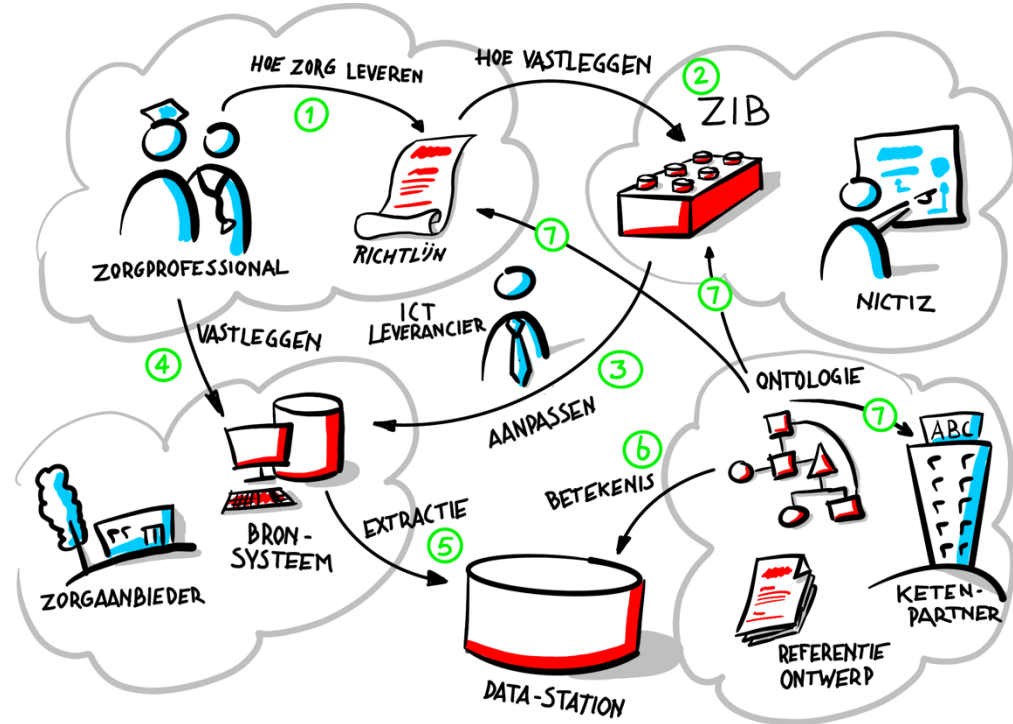 HOE ZORG LEVEREN
1
HOE VASTLEGGEN
2
ZIB
ZORGPROFESSIONAL
RICHTLIJN
7
7
NICTIZ
ICT
LEVERANCIER
VASTLEGGEN
4
3
AANPASSEN
ONTOLOGIE
7
ABC
6
BETEKENIS
EXTRACTIE
5
BRON-
SYSTEEM
ZORGAANBIEDER
DATA-STATION
KETEN-
PARTNER
REFERENTIE
ONTWERP